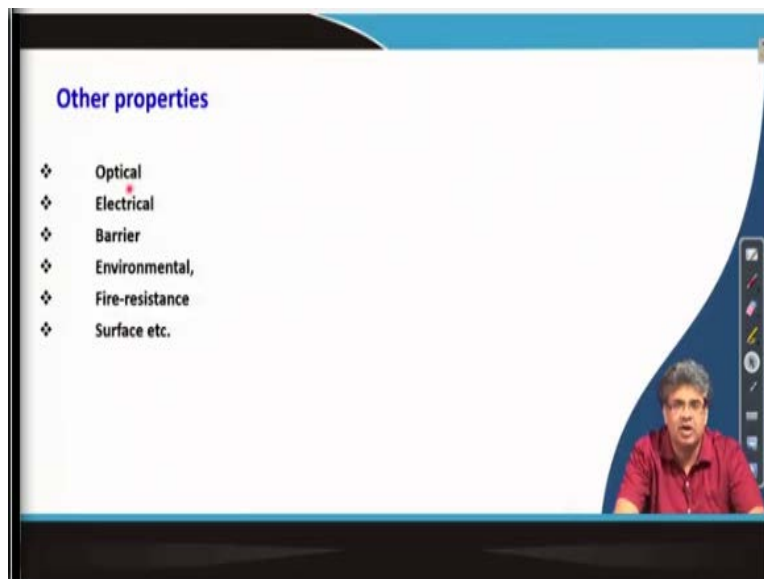 Other properties
❖ Optical
❖ Electrical
❖ Barrier
❖ Environmental,
❖ Fire-resistance
❖ Surface etc.